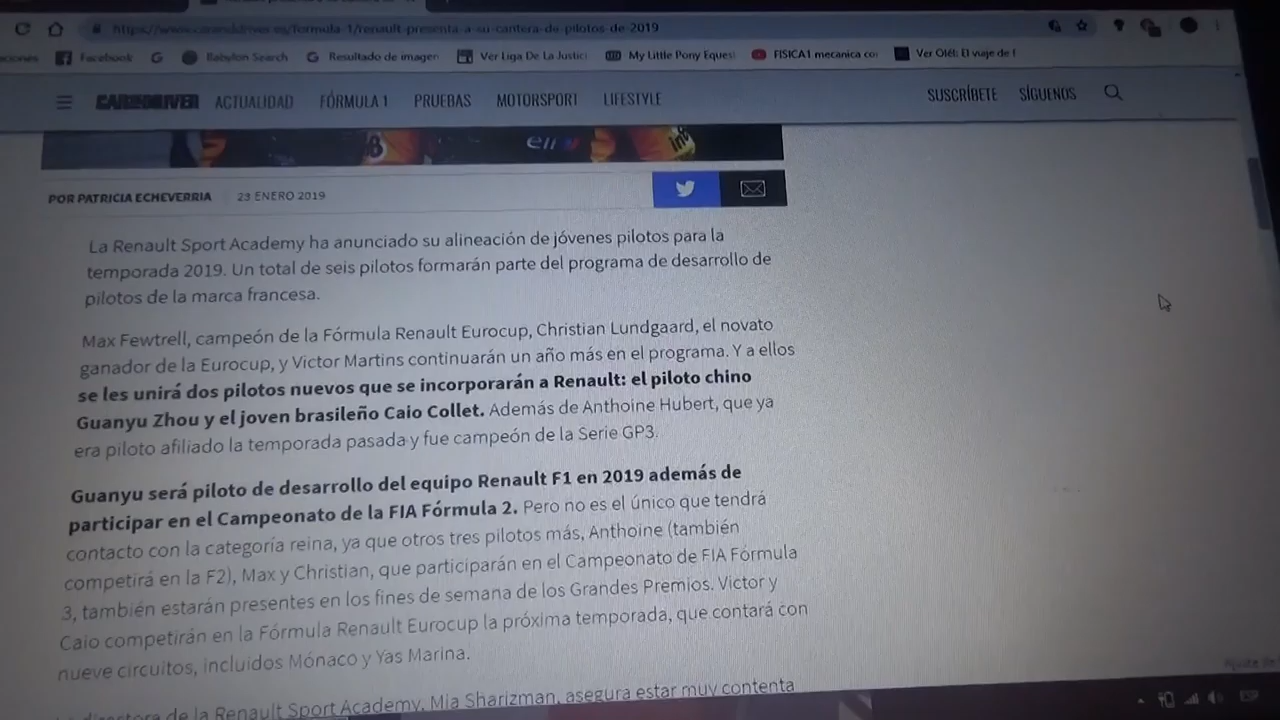 https://www.caranddriver.es/formula-1/renault-presenta-a-su-cantera-de-pilotos-de-2019
Facebook Babylon Search Resultado de imagen Ver Liga De La Justici My Little Pony Equest FISICA1 mecanica cor Ver Olé!: El viaje de f
CAR AND DRIVER ACTUALIDAD FÓRMULA 1 PRUEBAS MOTORSPORT LIFESTYLE SUSCRÍBETE SÍGUENOS
POR PATRICIA ECHEVERRIA 23 ENERO 2019
La Renault Sport Academy ha anunciado su alineación de jóvenes pilotos para la
temporada 2019. Un total de seis pilotos formarán parte del programa de desarrollo de
pilotos de la marca francesa.
Max Fewtrell, campeón de la Fórmula Renault Eurocup, Christian Lundgaard, el novato
ganador de la Eurocup, y Victor Martins continuarán un año más en el programa. Y a ellos
se les unirá dos pilotos nuevos que se incorporarán a Renault: el piloto chino
Guanyu Zhou y el joven brasileño Caio Collet. Además de Anthoine Hubert, que ya
era piloto afiliado la temporada pasada y fue campeón de la Serie GP3.
Guanyu será piloto de desarrollo del equipo Renault F1 en 2019 además de
participar en el Campeonato de la FIA Fórmula 2. Pero no es el único que tendrá
contacto con la categoría reina, ya que otros tres pilotos más, Anthoine (también
competirá en la F2), Max y Christian, que participarán en el Campeonato de FIA Fórmula
3, también estarán presentes en los fines de semana de los Grandes Premios. Victor y
Caio competirán en la Fórmula Renault Eurocup la próxima temporada, que contará con
nueve circuitos, incluidos Mónaco y Yas Marina.
directora de la Renault Sport Academy, Mia Sharizman, asegura estar muy contenta
ESP